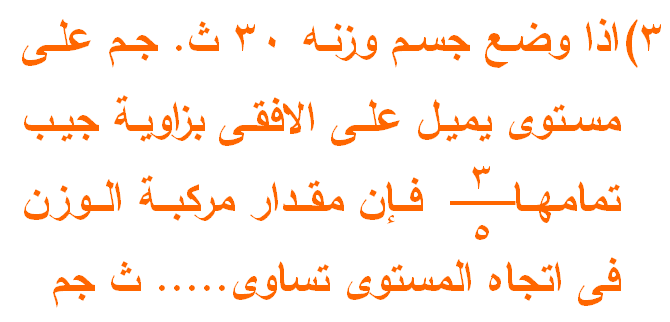 ٣) اذا وضع جسم وزنه ٣٠ ث. جم على
مستوى يميل على الافقى بزاوية جيب
تمامها ٣/٥ فإن مقدار مركبة الوزن
فى اتجاه المستوى تساوى..... ث جم